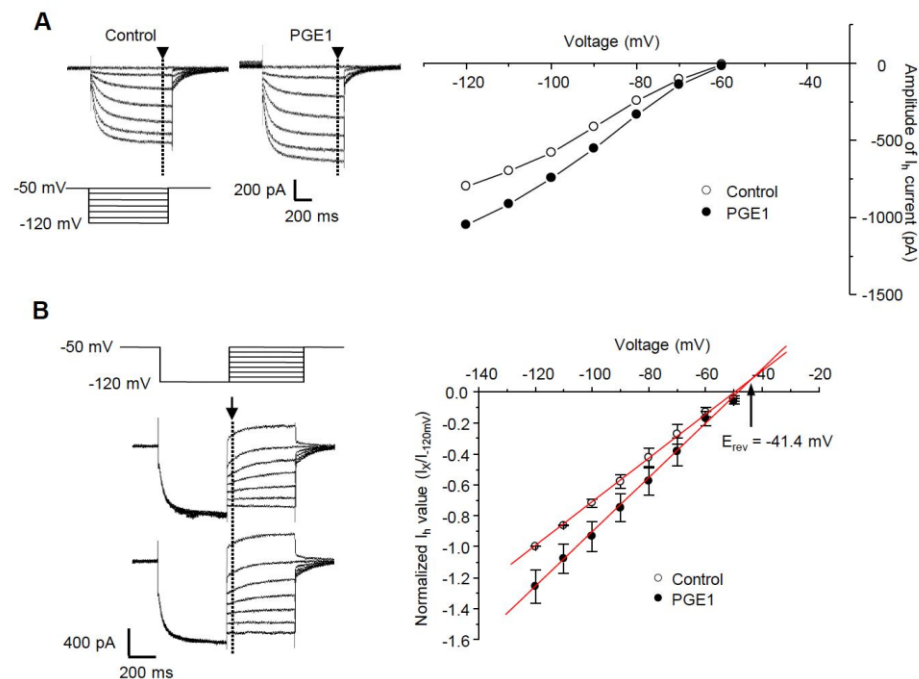 A
Control
PGE1
-50 mV
-120 mV
200 pA
200 ms
Voltage (mV)
-120 -100 -80 -60 -40
0
-500
-1000
-1500
Amplitude of Ih current (pA)
Control
PGE1
B
-50 mV
-120 mV
400 pA
200 ms
Voltage (mV)
-140 -120 -100 -80 -60 -40 -20
0.0
-0.2
-0.4
-0.6
-0.8
-1.0
-1.2
-1.4
-1.6
Normalized Ih value (IX/I-120mV)
Erev = -41.4 mV
Control
PGE1